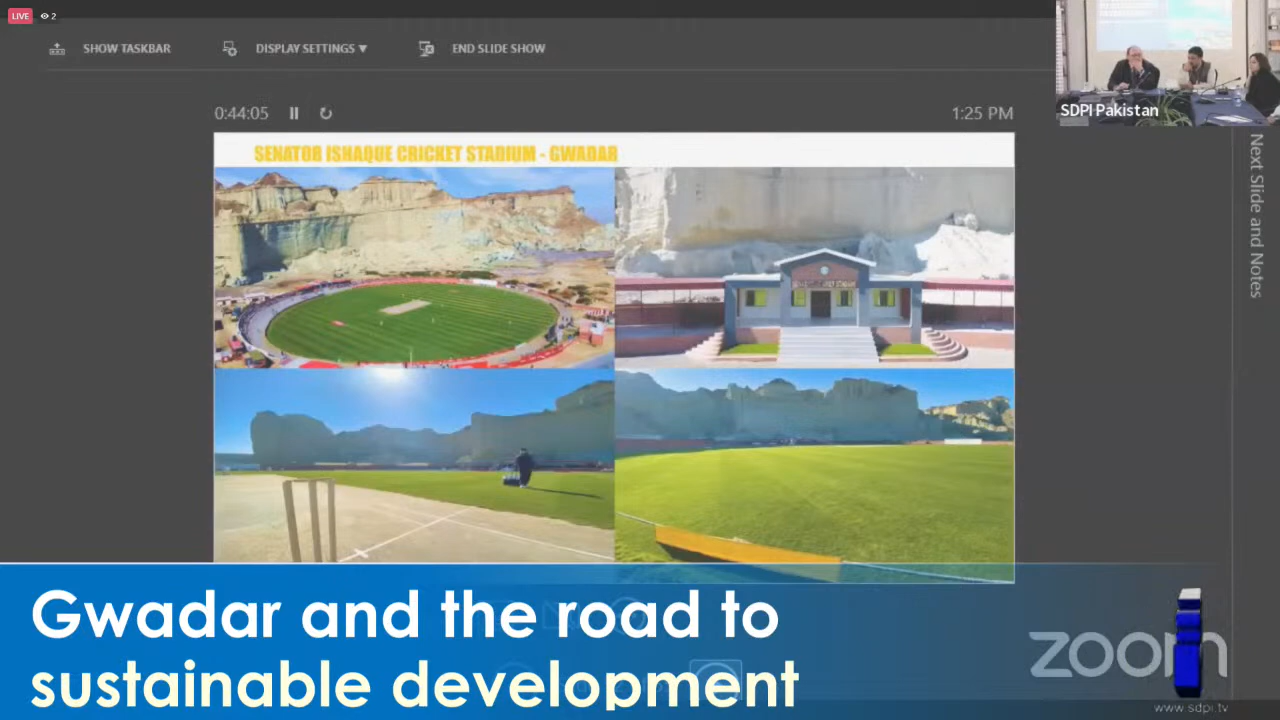 LIVE 2
SHOW TASKBAR DISPLAY SETTINGS END SLIDE SHOW
SDPI Pakistan
0:44:05 1:25 PM
Next Slide and Notes
SENATOR ISHAQUE CRICKET STADIUM - GWADAR
Gwadar and the road to
sustainable development
zoom
www.sdpi.tv